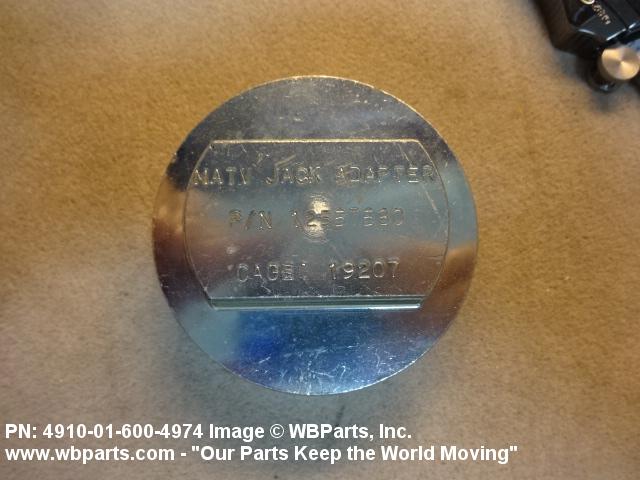 MATV JACK ADAPTER
P/N
CAGE: 19207
PN: 4910-01-600-4974 Image © WBParts, Inc.
www.wbparts.com - "Our Parts Keep the World Moving"